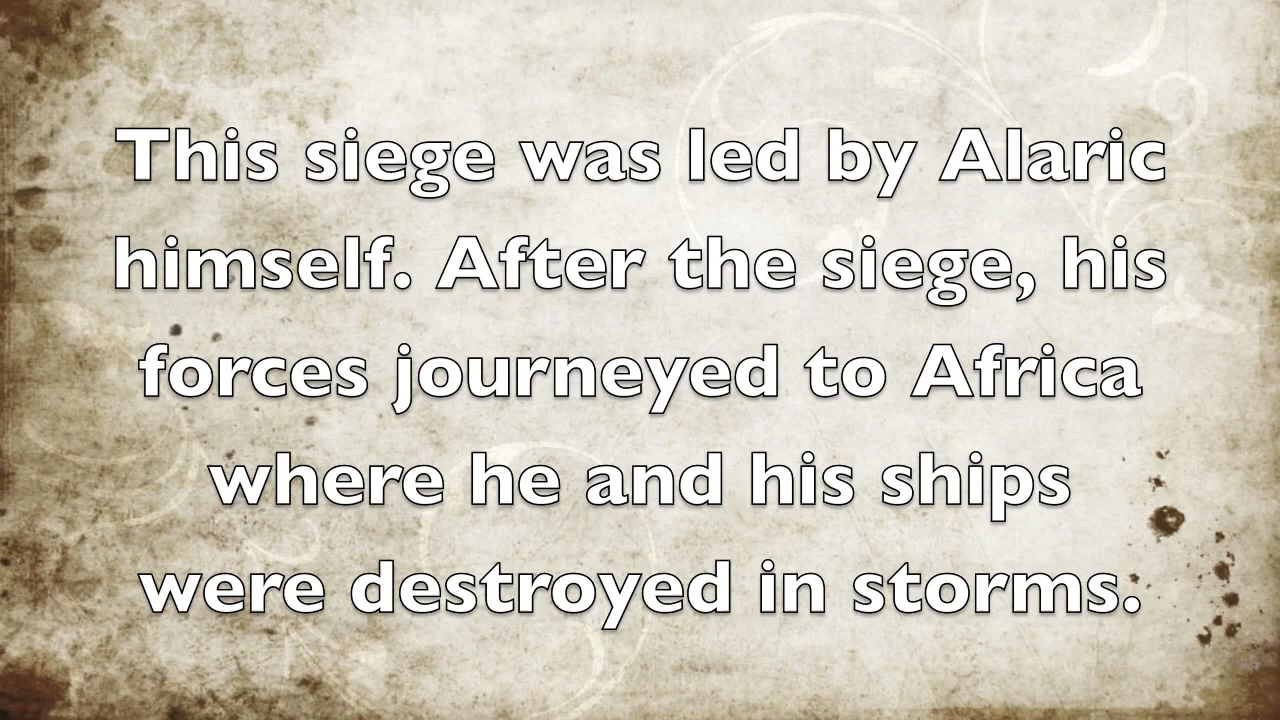 This siege was led by Alaric
himself. After the siege, his
forces journeyed to Africa
where he and his ships
were destroyed in storms.